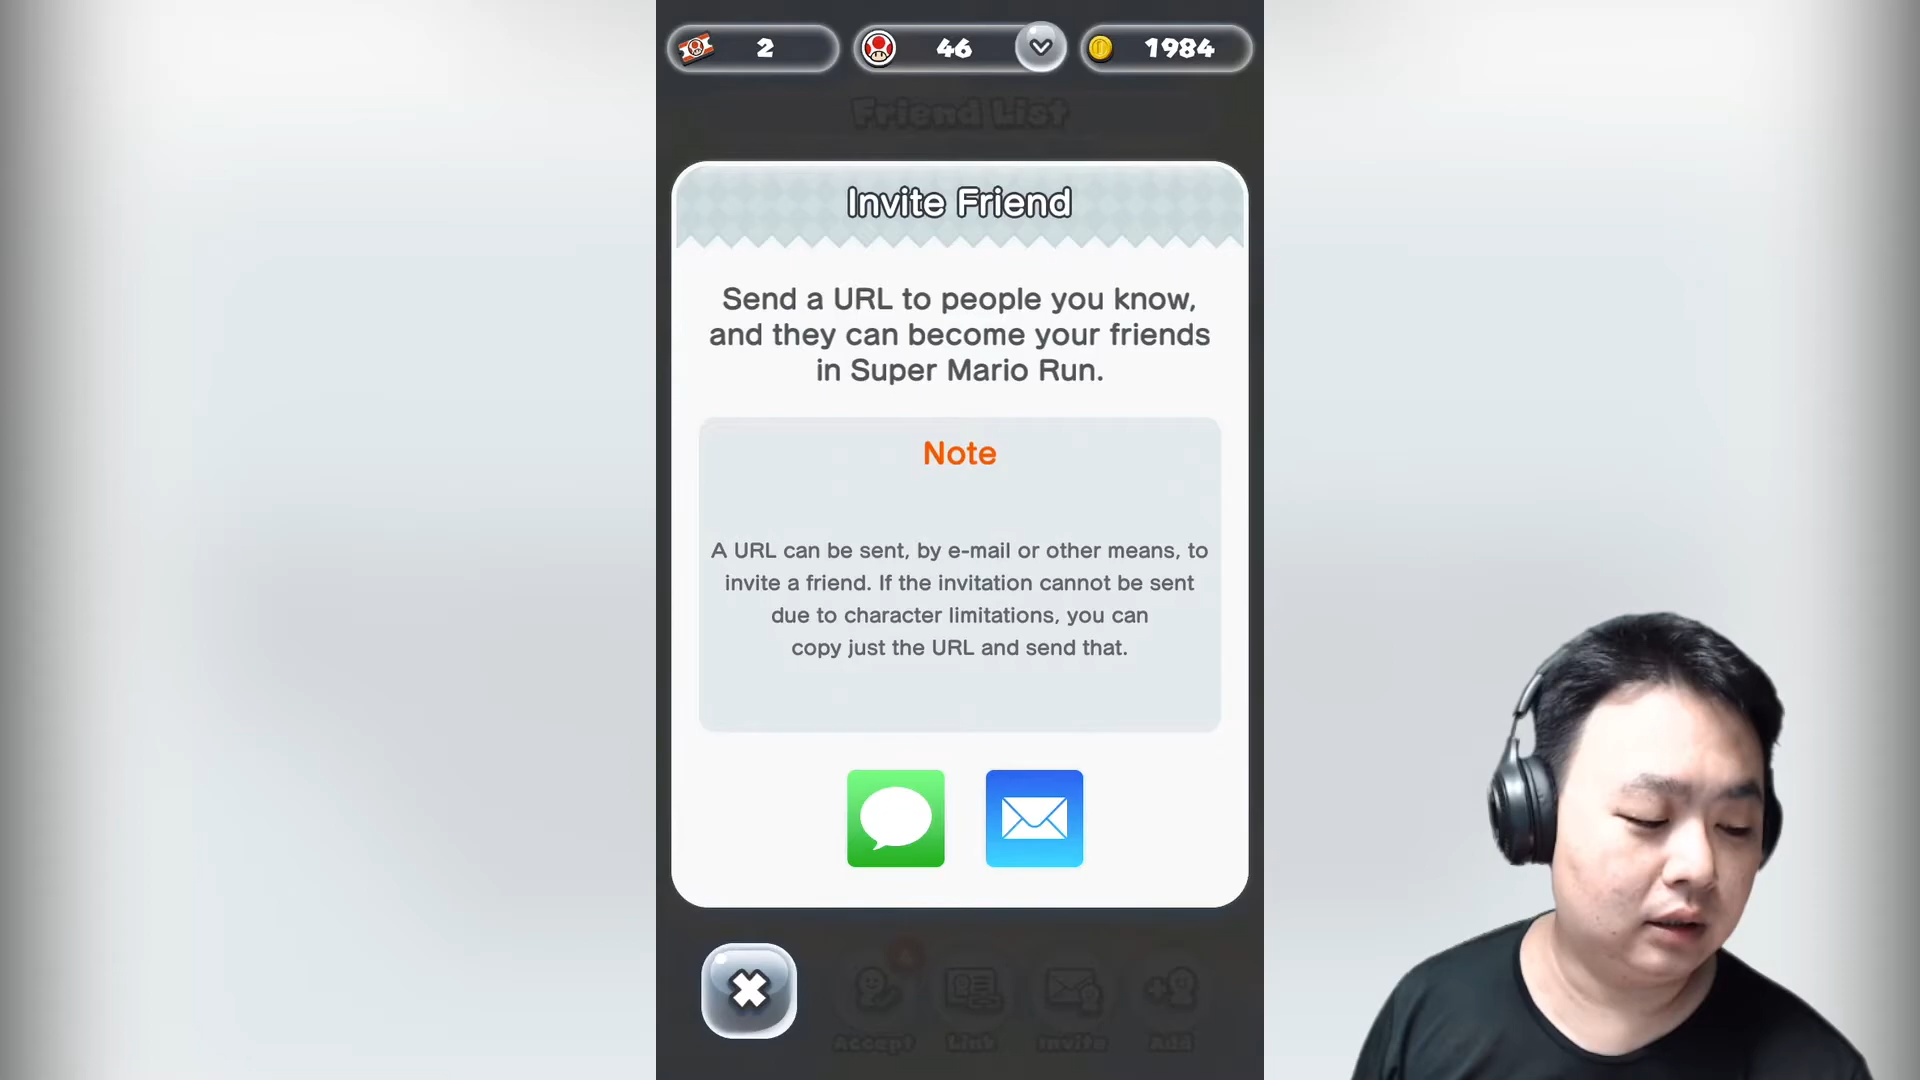 2
46
1984
Friend List
Invite Friend
Send a URL to people you know,
and they can become your friends
in Super Mario Run.
Note
A URL can be sent, by e-mail or other means, to
invite a friend. If the invitation cannot be sent
due to character limitations, you can
copy just the URL and send that.
Accept
Link
Invite
Add